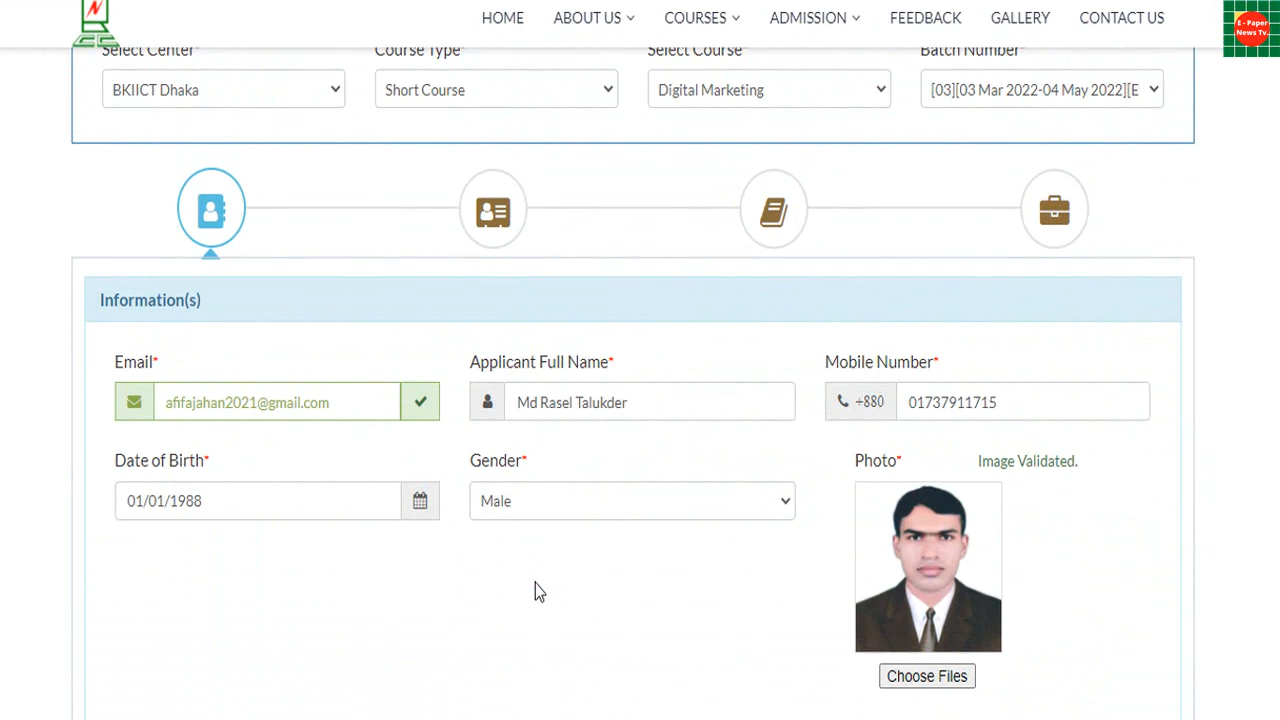 HOME ABOUT US COURSES ADMISSION FEEDBACK GALLERY CONTACT US
E - Paper
News Tv.
Select Center* Course Type* Select Course* Batch Number*
BKIICT Dhaka Short Course Digital Marketing [03][03 Mar 2022-04 May 2022][E
Information(s)
Email* Applicant Full Name* Mobile Number*
afifajahan2021@gmail.com Md Rasel Talukder +880 01737911715
Date of Birth* Gender* Photo* Image Validated.
01/01/1988 Male
Choose Files